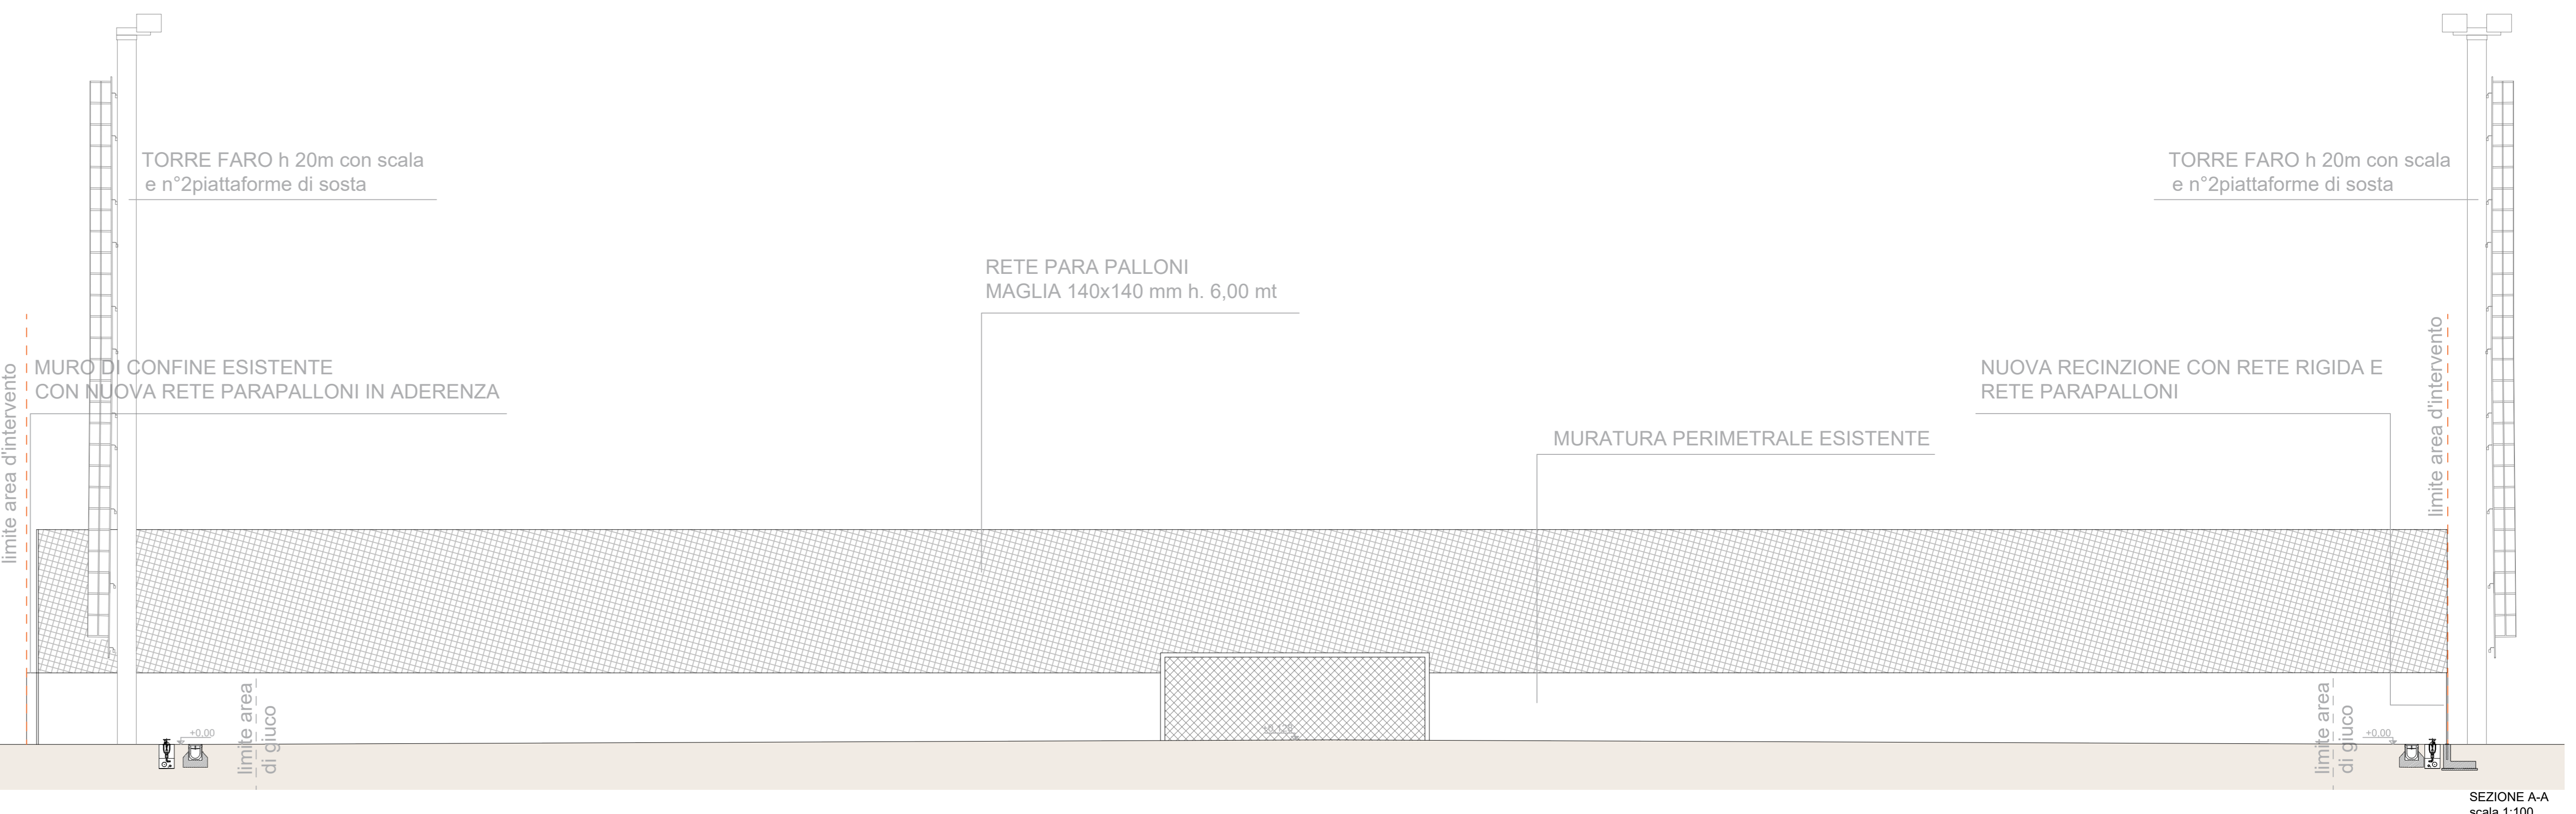 TORRE FARO h 20m con scala
e n°2piattaforme di sosta
TORRE FARO h 20m con scala
e n°2piattaforme di sosta
RETE PARA PALLONI
MAGLIA 140x140 mm h. 6,00 mt
limite area d'intervento
MURO DI CONFINE ESISTENTE
CON NUOVA RETE PARAPALLONI IN ADERENZA
NUOVA RECINZIONE CON RETE RIGIDA E
RETE PARAPALLONI
limite area d'intervento
MURATURA PERIMETRALE ESISTENTE
+0.00
limite area
di giuco
limite area
di giuco
+0.00
SEZIONE A-A
scala 1:100